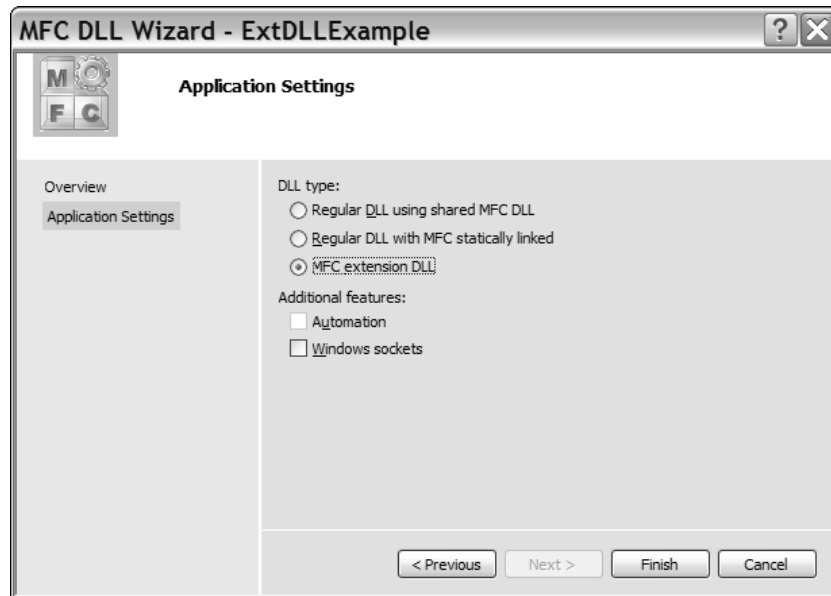 MFC DLL Wizard - ExtDLLExample
? X
M
F C
Application Settings
Overview
Application Settings
DLL type:
Regular DLL using shared MFC DLL
Regular DLL with MFC statically linked
MFC extension DLL
Additional features:
Automation
Windows sockets
< Previous Next > Finish Cancel